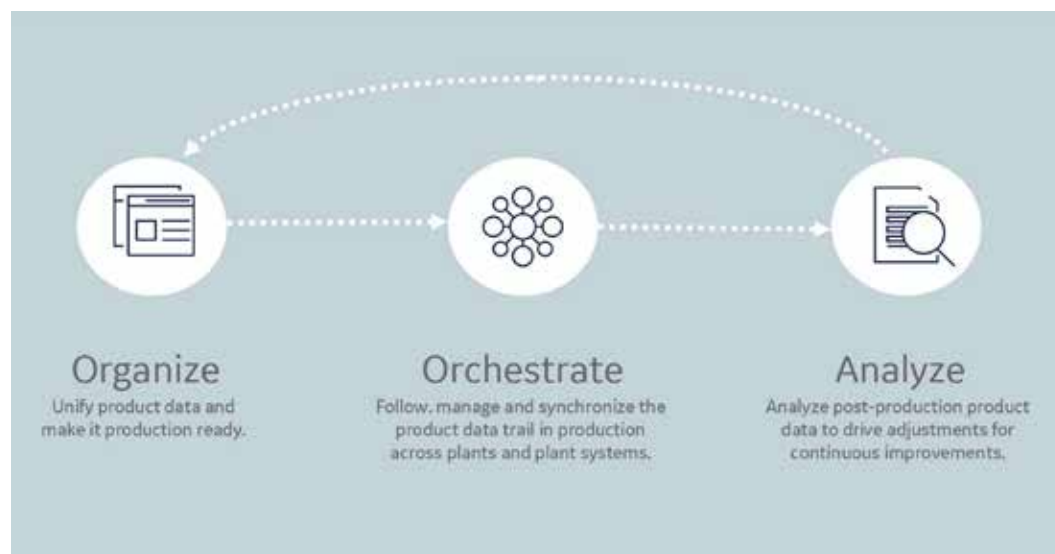 Organize
Unify product data and
make it production ready.
Orchestrate
Follow, manage and synchronize the
product data trail in production
across plants and plant systems.
Analyze
Analyze post-production product
data to drive adjustments for
continuous improvements.